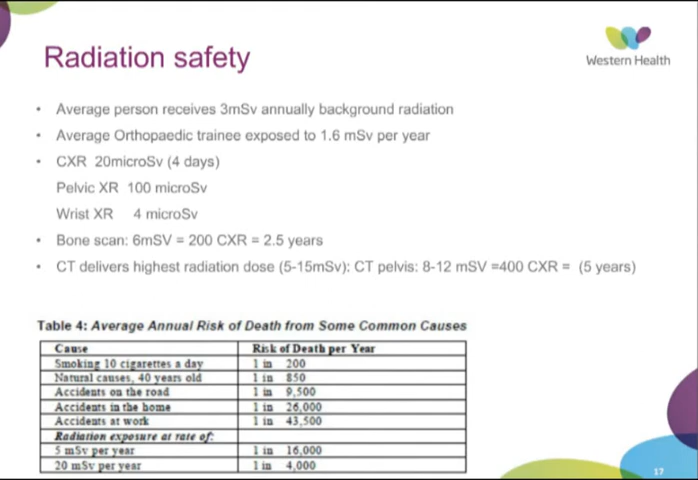 Radiation safety
Western Health
• Average person receives 3mSv annually background radiation
• Average Orthopaedic trainee exposed to 1.6 mSv per year
• CXR 20microSv (4 days)
Pelvic XR 100 microSv
Wrist XR 4 microSv
• Bone scan: 6mSV = 200 CXR = 2.5 years
• CT delivers highest radiation dose (5-15mSv): CT pelvis: 8-12 mSV =400 CXR = (5 years)
Table 4: Average Annual Risk of Death from Some Common Causes
Cause Risk of Death per Year
Smoking 10 cigarettes a day 1 in 200
Natural causes, 40 years old 1 in 850
Accidents on the road 1 in 9,500
Accidents in the home 1 in 26,000
Accidents at work 1 in 43,500
Radiation exposure at rate of:
5 mSv per year 1 in 16,000
20 mSv per year 1 in 4,000
17